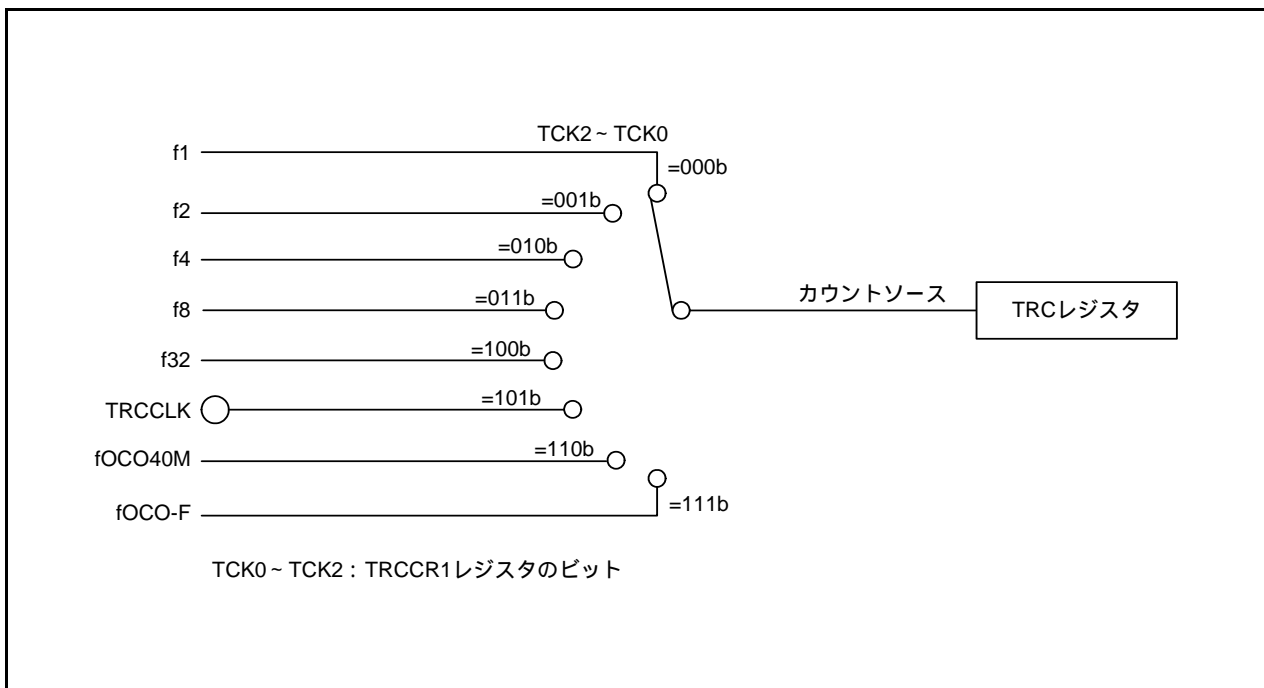 TCK2 ~ TCK0
f1
=000b
f2 =001b
f4 =010b
f8 =011b
カウントソース
TRCレジスタ
f32 =100b
TRCCLK =101b
fOCO40M =110b
fOCO-F =111b
TCK0 ~ TCK2 : TRCCR1レジスタのビット